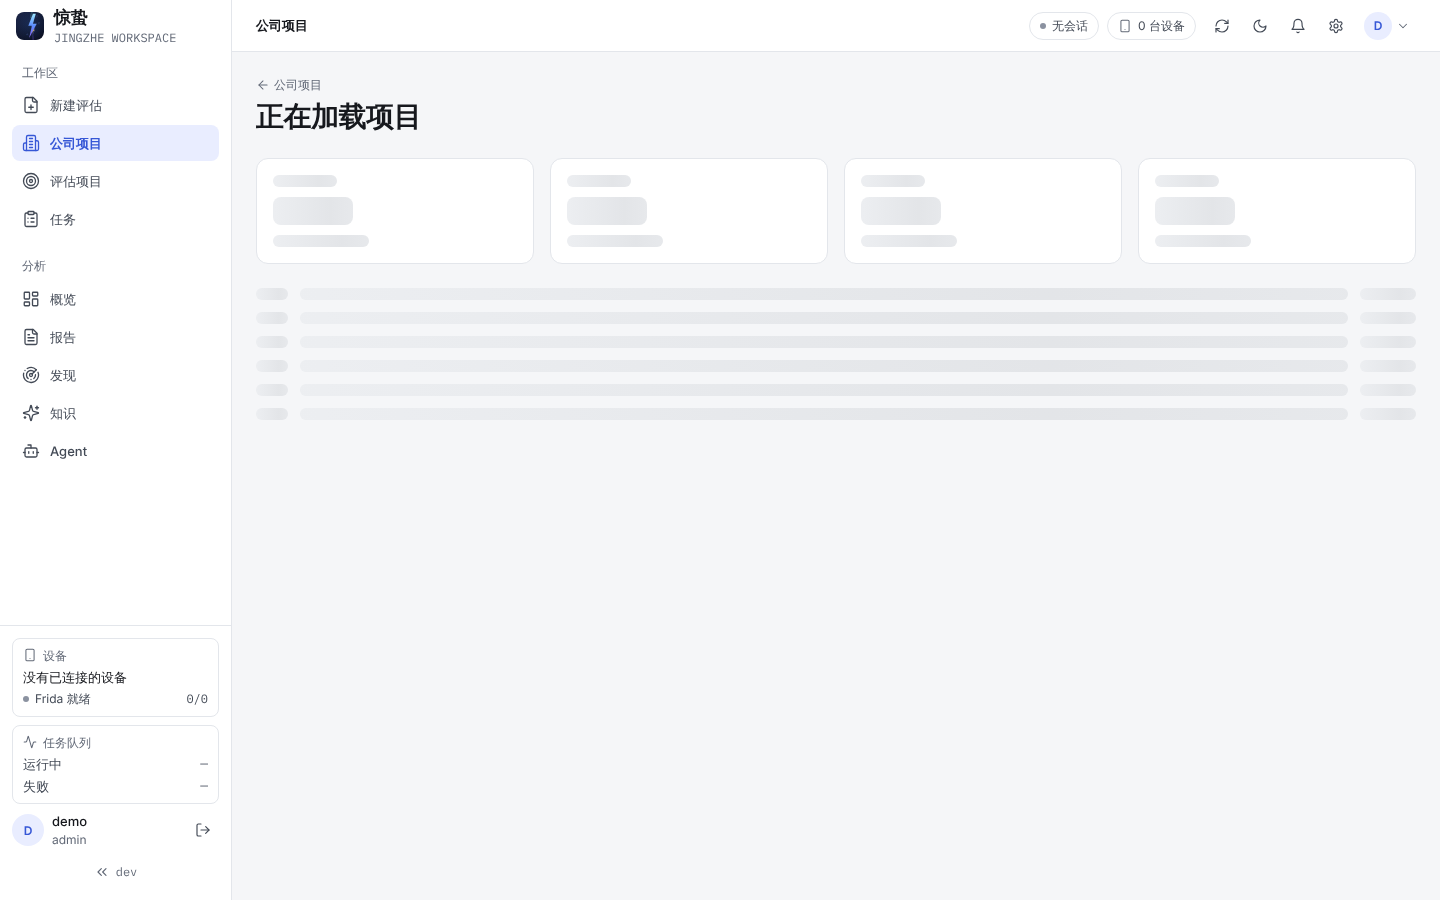 惊蛰
JINGZHE WORKSPACE
工作区
新建评估
公司项目
评估项目
任务
分析
概览
报告
发现
知识
Agent
设备
没有已连接的设备
Frida 就绪 0/0
任务队列
运行中 —
失败 —
D
demo
admin
dev
公司项目
无会话
0 台设备
D
公司项目
正在加载项目